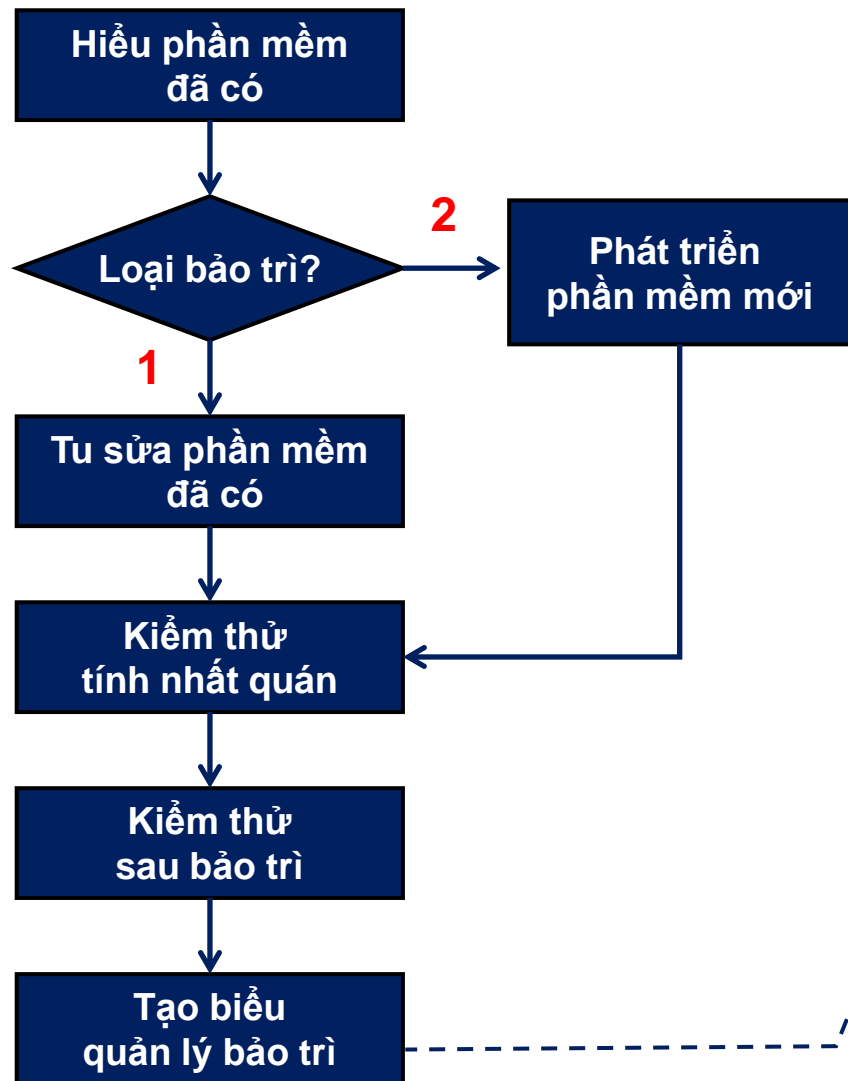 Hiểu phần mềm
đã có
2
Loại bảo trì?
Phát triển
phần mềm mới
1
Tu sửa phần mềm
đã có
Kiểm thử
tính nhất quán
Kiểm thử
sau bảo trì
Tạo biểu
quản lý bảo trì